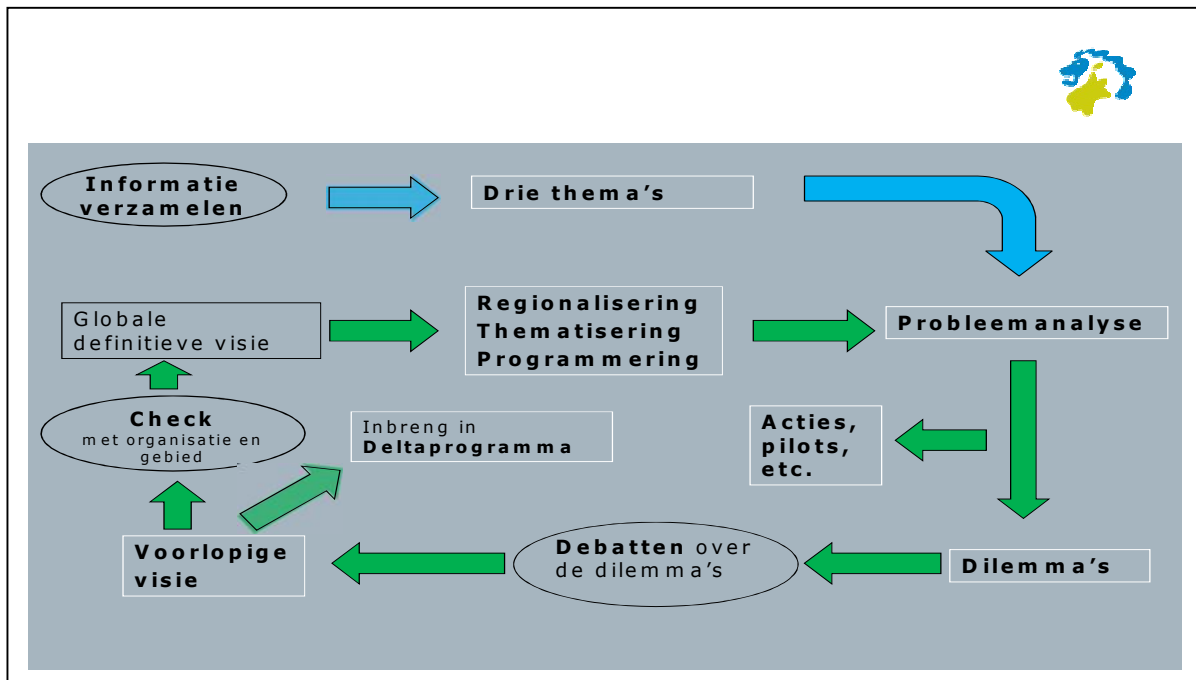 Informatie
verzamelen
Drie thema's
Globale
definitieve visie
Regionalisering
Thematisering
Programmering
Probleemanalyse
Check
met organisatie en
gebied
Inbreng in
Deltaprogramma
Acties,
pilots,
etc.
Voorlopige
visie
Debatten over
de dilemma's
Dilemma's